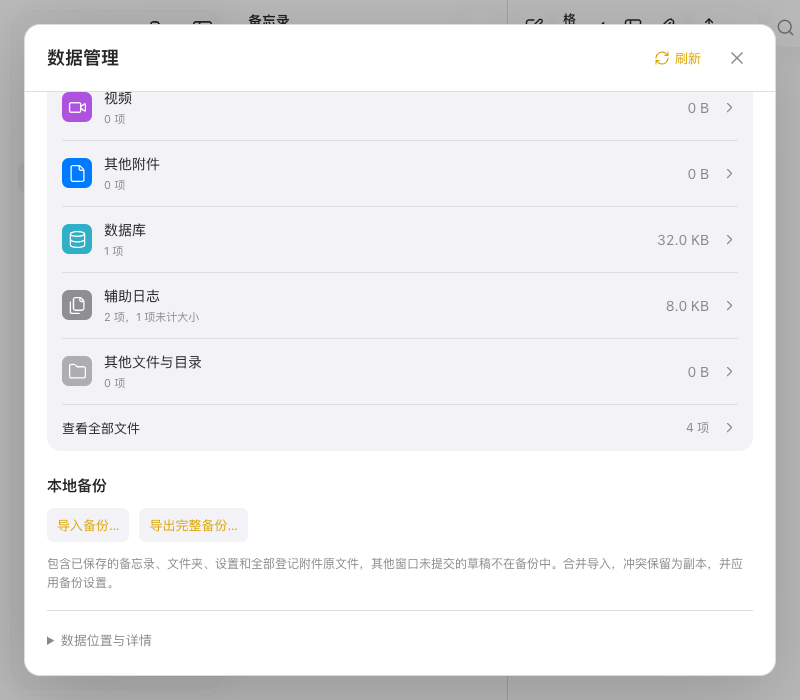 备忘录
格
数据管理
刷新
视频
0 项
0 B
其他附件
0 项
0 B
数据库
1 项
32.0 KB
辅助日志
2 项，1 项未计大小
8.0 KB
其他文件与目录
0 项
0 B
查看全部文件
4 项
本地备份
导入备份...
导出完整备份...
包含已保存的备忘录、文件夹、设置和全部登记附件原文件，其他窗口未提交的草稿不在备份中。合并导入，冲突保留为副本，并应
用备份设置。
数据位置与详情